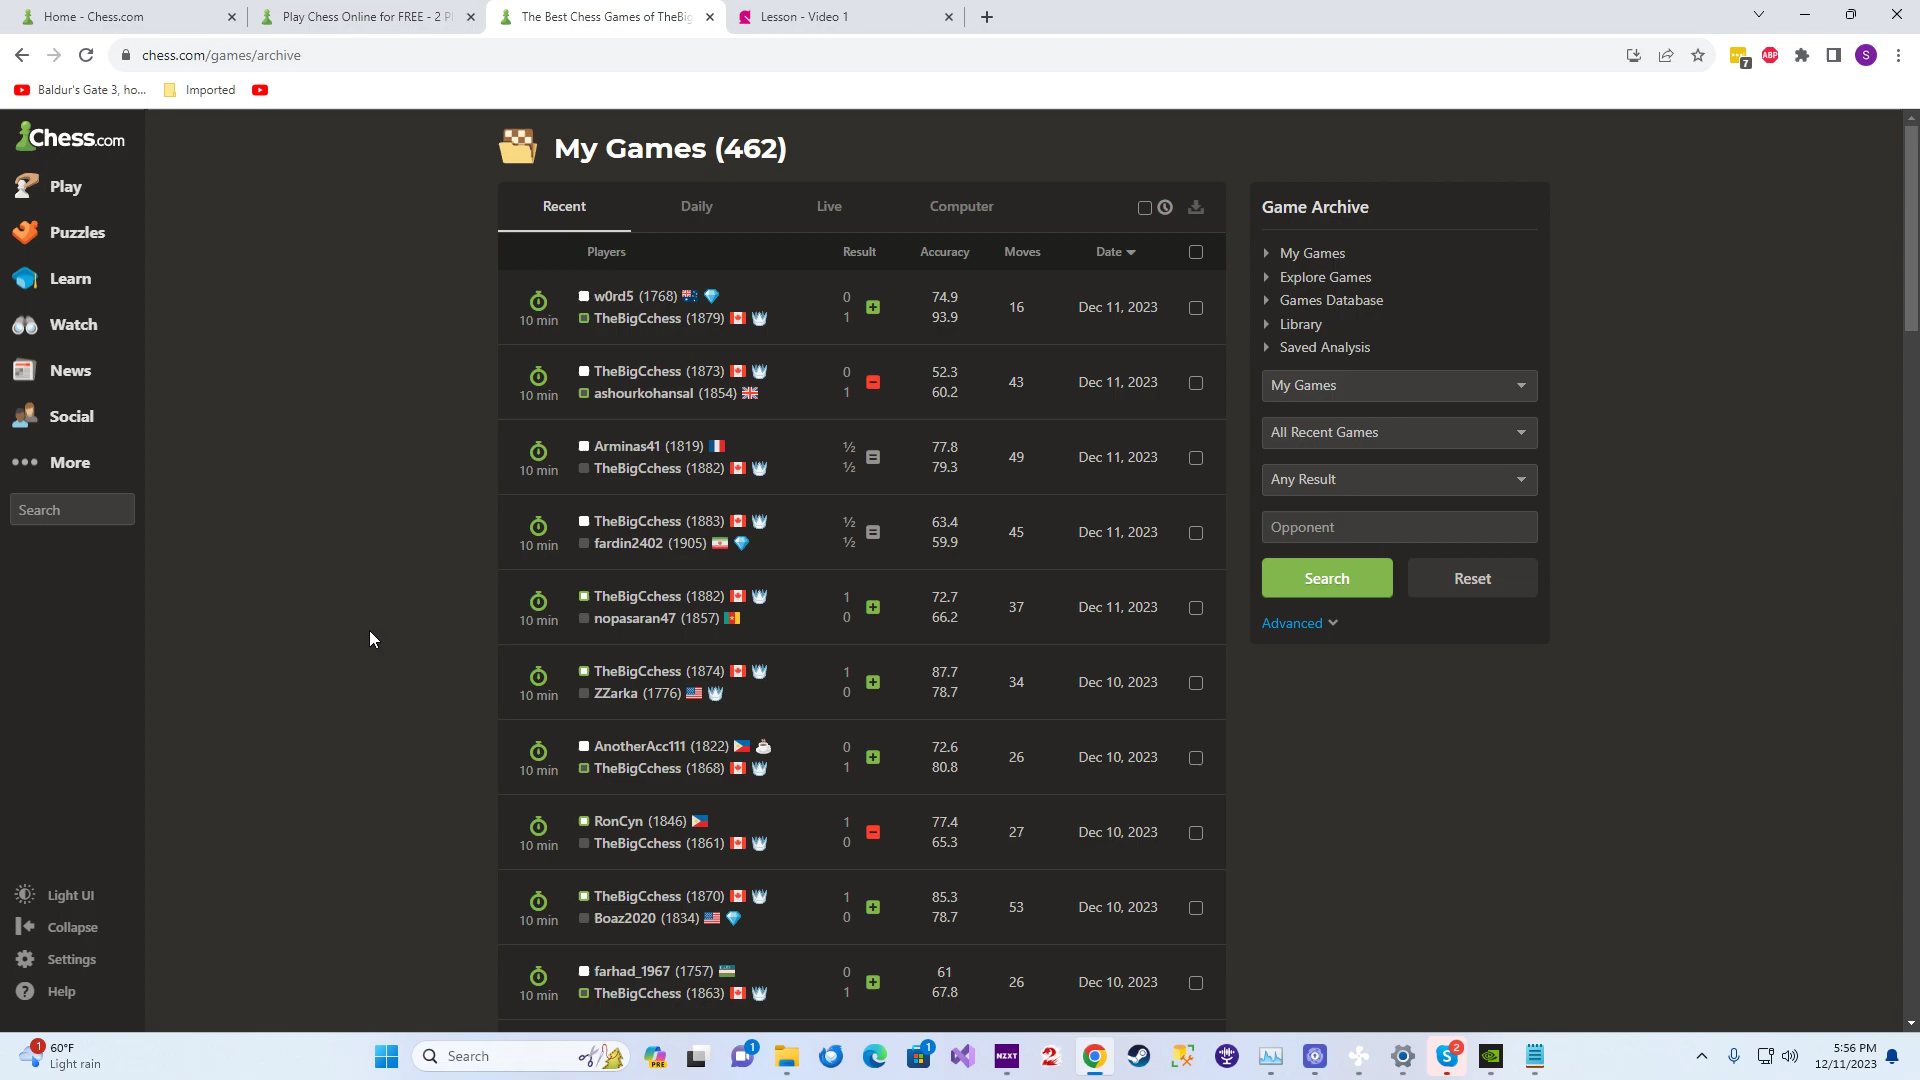 Home - Chess.com
Play Chess Online for FREE - 2 Pl
The Best Chess Games of TheBig
Lesson - Video 1
chess.com/games/archive
7
ABP
S
Baldur's Gate 3, ho...
Imported
Chess.com
Play
Puzzles
Learn
Watch
News
Social
More
Search
Light UI
Collapse
Settings
Help
My Games (462)
Recent Daily Live Computer
Players Result Accuracy Moves Date
10 min
w0rd5 (1768) 0 74.9
TheBigCchess (1879) 1 93.9
16 Dec 11, 2023
10 min
TheBigCchess (1873) 0 52.3
ashourkohansal (1854) 1 60.2
43 Dec 11, 2023
10 min
Arminas41 (1819) ½ 77.8
TheBigCchess (1882) ½ 79.3
49 Dec 11, 2023
10 min
TheBigCchess (1883) ½ 63.4
fardin2402 (1905) ½ 59.9
45 Dec 11, 2023
10 min
TheBigCchess (1882) 1 72.7
nopasaran47 (1857) 0 66.2
37 Dec 11, 2023
10 min
TheBigCchess (1874) 1 87.7
ZZarka (1776) 0 78.7
34 Dec 10, 2023
10 min
AnotherAcc111 (1822) 0 72.6
TheBigCchess (1868) 1 80.8
26 Dec 10, 2023
10 min
RonCyn (1846) 1 77.4
TheBigCchess (1861) 0 65.3
27 Dec 10, 2023
10 min
TheBigCchess (1870) 1 85.3
Boaz2020 (1834) 0 78.7
53 Dec 10, 2023
10 min
farhad_1967 (1757) 0 61
TheBigCchess (1863) 1 67.8
26 Dec 10, 2023
Game Archive
My Games
Explore Games
Games Database
Library
Saved Analysis
My Games
All Recent Games
Any Result
Opponent
Search Reset
Advanced
1
60°F
Light rain
Search
PRE
1
1
NZXT
2
S
2
5:56 PM
12/11/2023